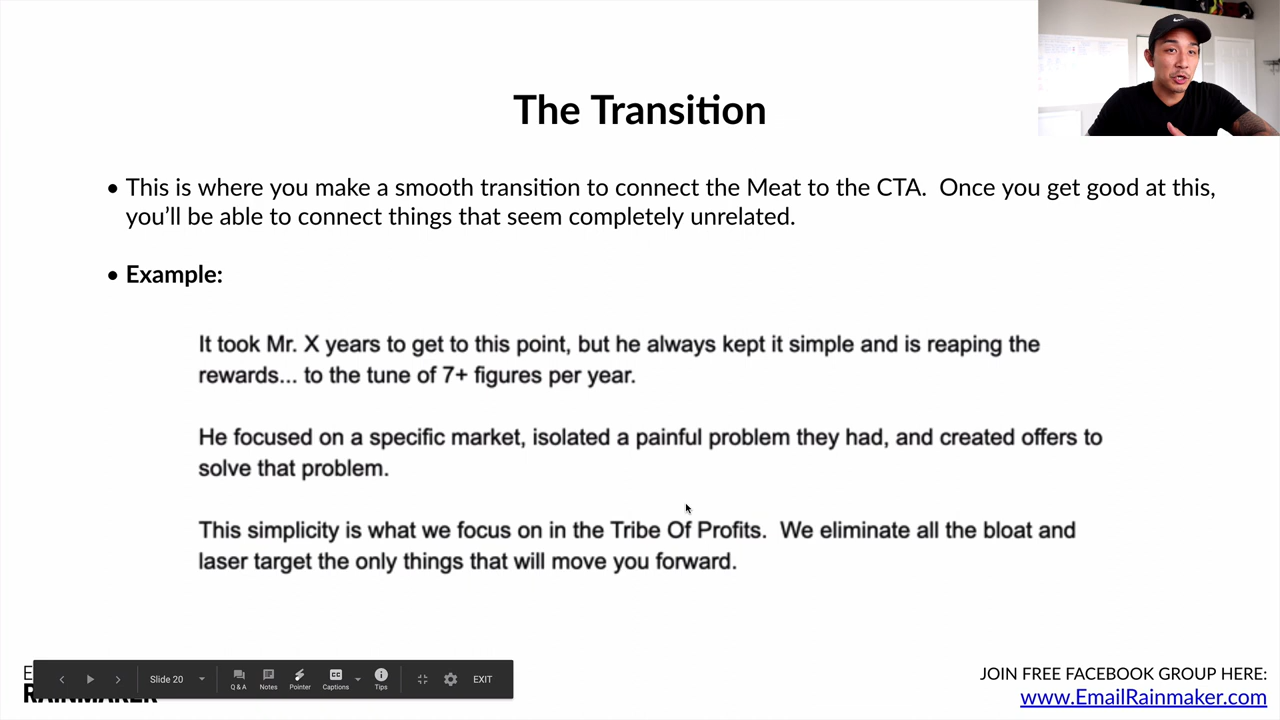 The Transition
• This is where you make a smooth transition to connect the Meat to the CTA.  Once you get good at this,
you'll be able to connect things that seem completely unrelated.
• Example:
It took Mr. X years to get to this point, but he always kept it simple and is reaping the
rewards... to the tune of 7+ figures per year.
He focused on a specific market, isolated a painful problem they had, and created offers to
solve that problem.
This simplicity is what we focus on in the Tribe Of Profits.  We eliminate all the bloat and
laser target the only things that will move you forward.
Slide 20
Q & A
Notes
Pointer
Captions
Tips
EXIT
RAINMAKER
JOIN FREE FACEBOOK GROUP HERE:
www.EmailRainmaker.com